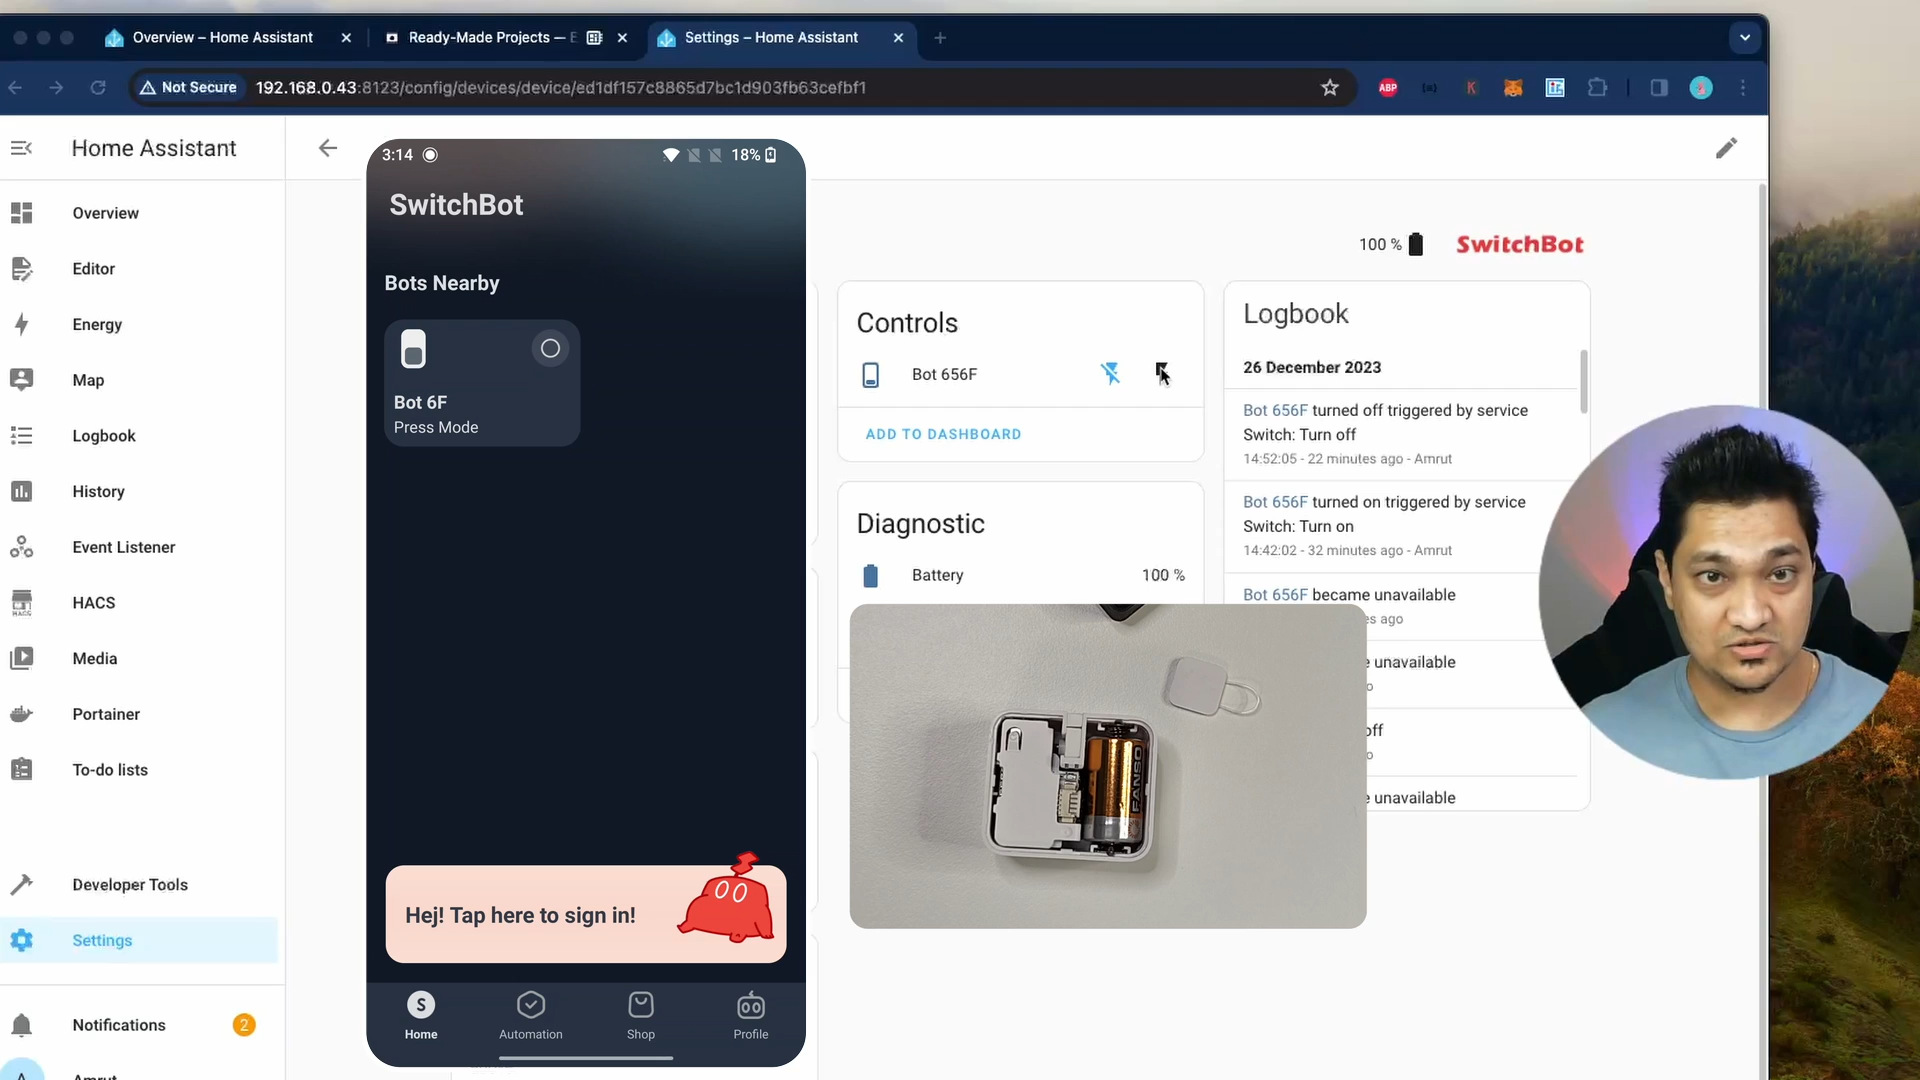 Overview – Home Assistant
Ready-Made Projects — E
Settings – Home Assistant
Not Secure
192.168.0.43:8123/config/devices/device/ed1df157c8865d7bc1d903fb63cefbf1
ABP
K
Home Assistant
Overview
Editor
Energy
Map
Logbook
History
Event Listener
HACS
HACS
Media
Portainer
To-do lists
Developer Tools
Settings
Notifications
2
A
Amrut
3:14
18%
SwitchBot
Bots Nearby
Bot 6F
Press Mode
Hej! Tap here to sign in!
S
Home
Automation
Shop
Profile
100 %
SwitchBot
Controls
Bot 656F
ADD TO DASHBOARD
Diagnostic
Battery
100 %
FANSO
Logbook
26 December 2023
Bot 656F turned off triggered by service
Switch: Turn off
14:52:05 - 22 minutes ago - Amrut
Bot 656F turned on triggered by service
Switch: Turn on
14:42:02 - 32 minutes ago - Amrut
Bot 656F became unavailable
es ago
e unavailable
o
off
o
e unavailable